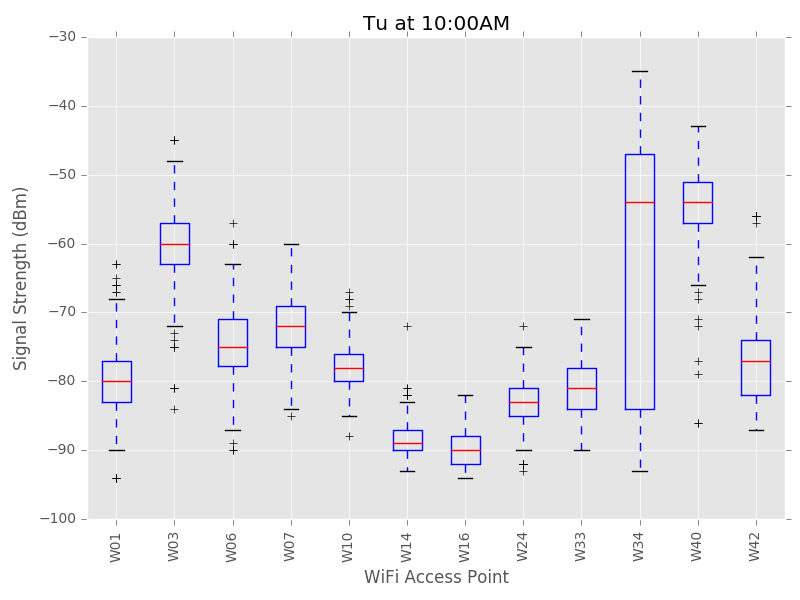 Tu at 10:00AM
Signal Strength (dBm)
−30
−40
−50
−60
−70
−80
−90
−100
W01 W03 W06 W07 W10 W14 W16 W24 W33 W34 W40 W42
WiFi Access Point